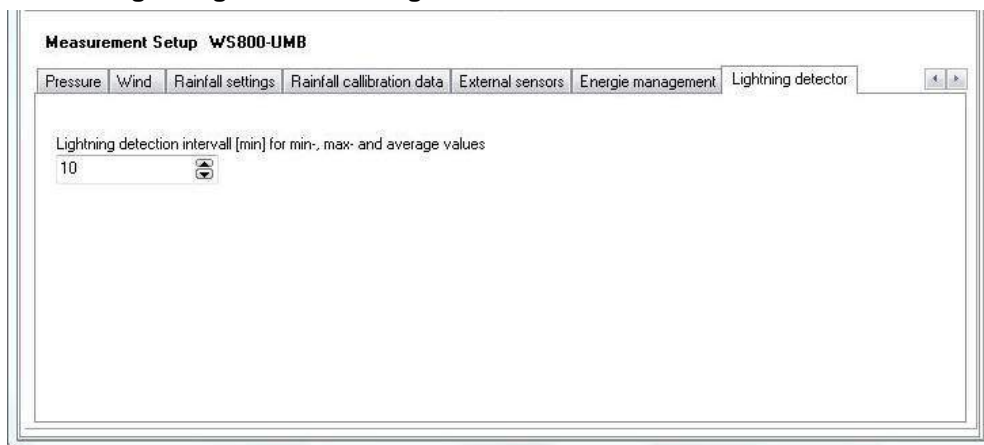 Measurement Setup WS800-UMB
Pressure Wind Rainfall settings Rainfall callibration data External sensors Energie management Lightning detector
Lightning detection intervall [min] for min-, max- and average values
10